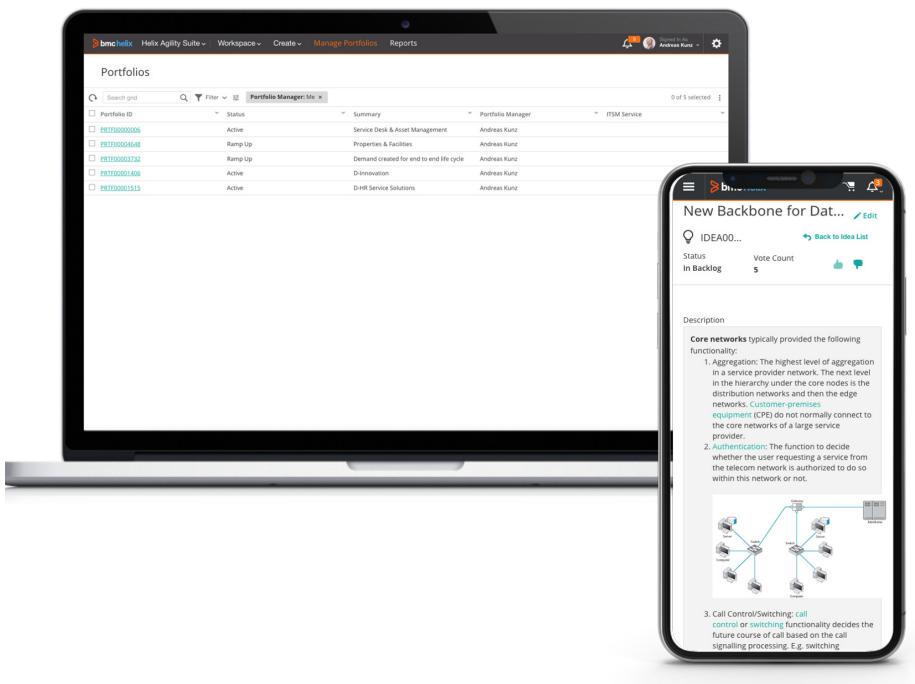 bmc helix Helix Agility Suite Workspace Create Manage Portfolios Reports 9 Signed In As
Andreas Kunz
Portfolios
Search grid Filter Portfolio Manager: Me × 0 of 5 selected
Portfolio ID Status Summary Portfolio Manager ITSM Service
PRTF00000006 Active Service Desk & Asset Management Andreas Kunz
PRTF00004648 Ramp Up Properties & Facilities Andreas Kunz
PRTF00003732 Ramp Up Demand created for end to end life cycle Andreas Kunz
PRTF00001406 Active D-Innovation Andreas Kunz
PRTF00001515 Active D-HR Service Solutions Andreas Kunz
3
New Backbone for Dat... Edit
IDEA00... Back to Idea List
Status Vote Count
In Backlog 5
Description
Core networks typically provided the following
functionality:
1. Aggregation: The highest level of aggregation
in a service provider network. The next level
in the hierarchy under the core nodes is the
distribution networks and then the edge
networks. Customer-premises
equipment (CPE) do not normally connect to
the core networks of a large service
provider.
2. Authentication: The function to decide
whether the user requesting a service from
the telecom network is authorized to do so
within this network or not.
Gateway
Server Switch Switch Server
Computer
Computer
3. Call Control/Switching: call
control or switching functionality decides the
future course of call based on the call
signalling processing. E.g. switching